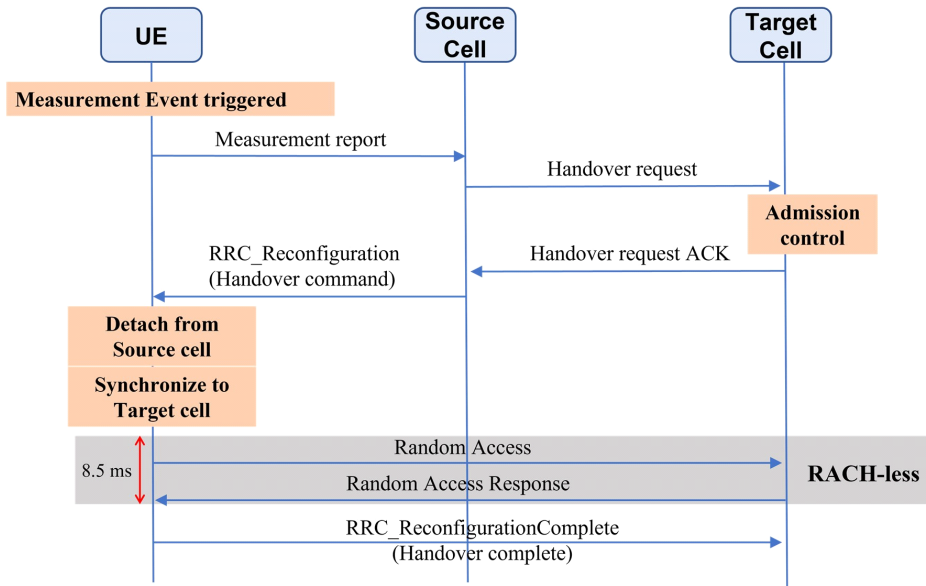 UE
Source
Cell
Target
Cell
Measurement Event triggered
Measurement report
Handover request
Admission
control
RRC_Reconfiguration
(Handover command)
Handover request ACK
Detach from
Source cell
Synchronize to
Target cell
Random Access
8.5 ms
RACH-less
Random Access Response
RRC_ReconfigurationComplete
(Handover complete)